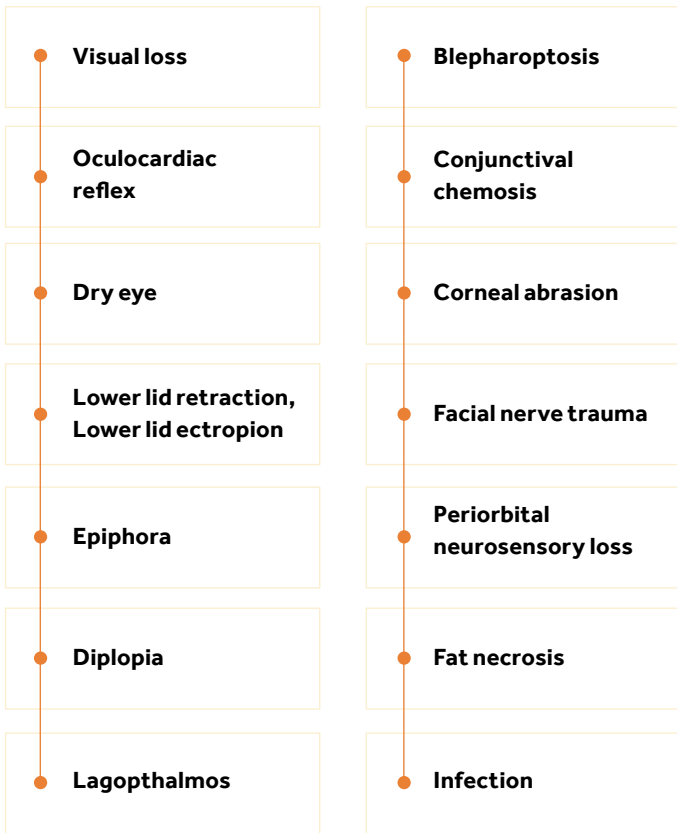 Visual loss
Oculocardiac
reflex
Dry eye
Lower lid retraction,
Lower lid ectropion
Epiphora
Diplopia
Lagopthalmos
Blepharoptosis
Conjunctival
chemosis
Corneal abrasion
Facial nerve trauma
Periorbital
neurosensory loss
Fat necrosis
Infection